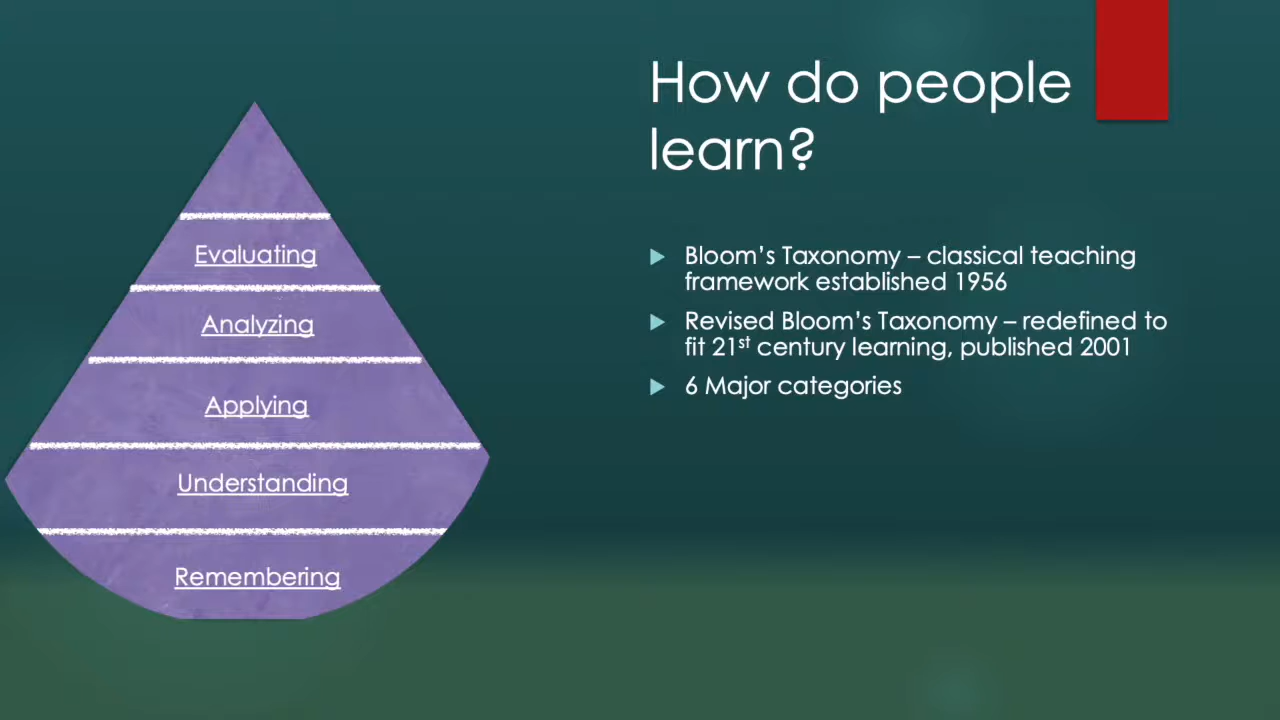 How do people
learn?
Evaluating
Analyzing
Applying
Understanding
Remembering
Bloom's Taxonomy – classical teaching
framework established 1956
Revised Bloom's Taxonomy – redefined to
fit 21st century learning, published 2001
6 Major categories